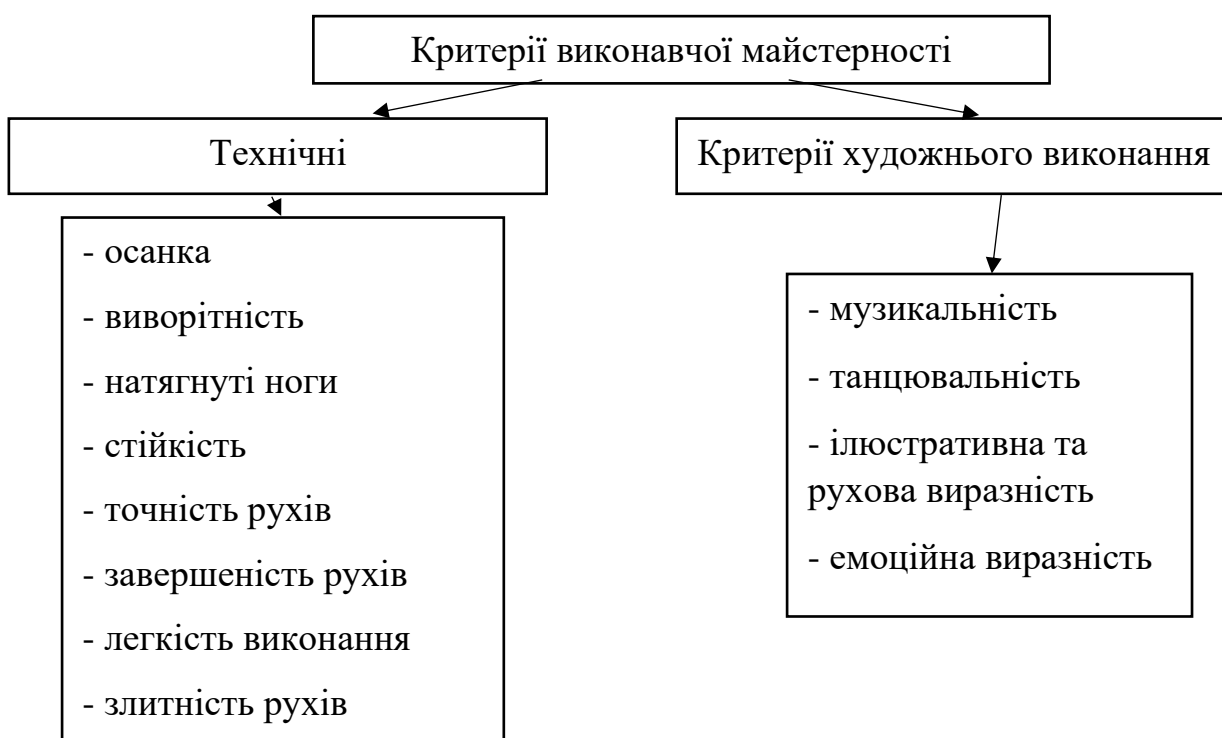 Критерії виконавчої майстерності
Технічні
Критерії художнього виконання
- осанка
- виворітність
- натягнуті ноги
- стійкість
- точність рухів
- завершеність рухів
- легкість виконання
- злитність рухів
- музикальність
- танцювальність
- ілюстративна та
рухова виразність
- емоційна виразність